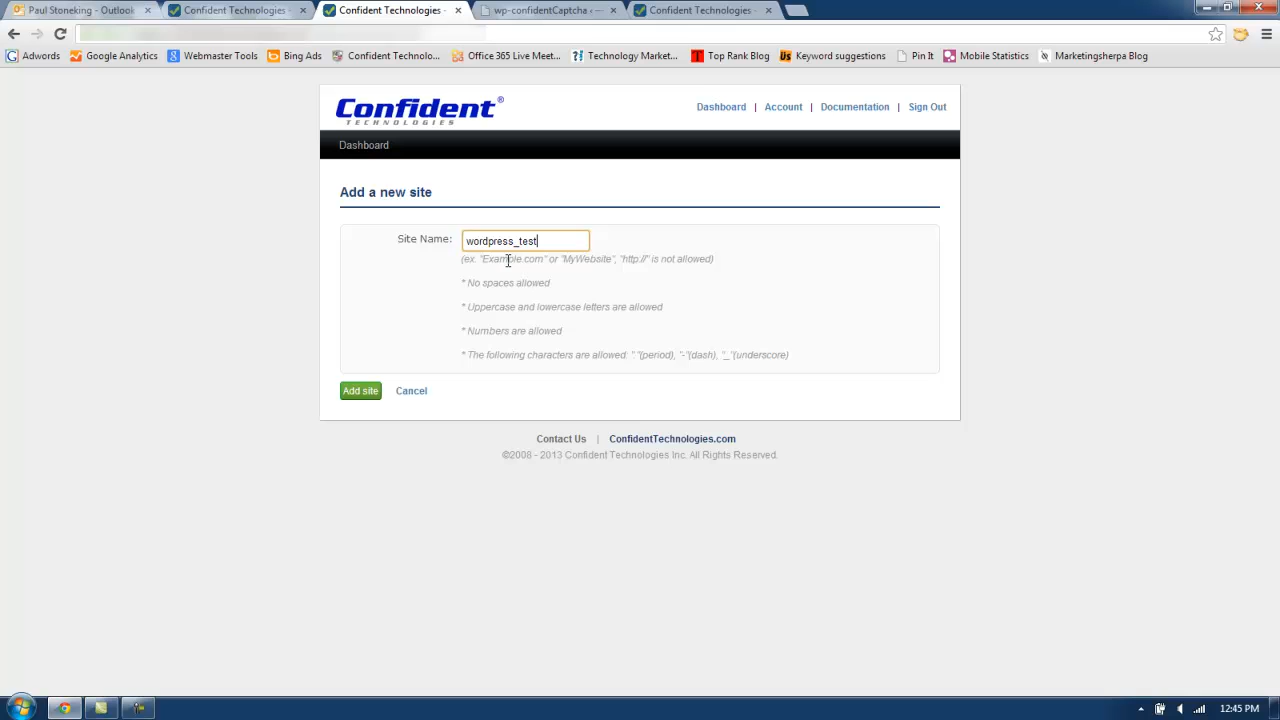 Paul Stoneking - Outlook
Confident Technologies -
Confident Technologies -
wp-confidentCaptcha ‹ —
Confident Technologies -
Adwords
Google Analytics
Webmaster Tools
Bing Ads
Confident Technolo...
Office 365 Live Meet...
Technology Market...
Top Rank Blog
Keyword suggestions
Pin It
Mobile Statistics
Marketingsherpa Blog
Confident®
TECHNOLOGIES
Dashboard | Account | Documentation | Sign Out
Dashboard
Add a new site
Site Name: wordpress_test
(ex. "Example.com" or "MyWebsite", "http://" is not allowed)
* No spaces allowed
* Uppercase and lowercase letters are allowed
* Numbers are allowed
* The following characters are allowed: "."(period), "-"(dash), "_"(underscore)
Add site Cancel
Contact Us | ConfidentTechnologies.com
©2008 - 2013 Confident Technologies Inc. All Rights Reserved.
12:45 PM